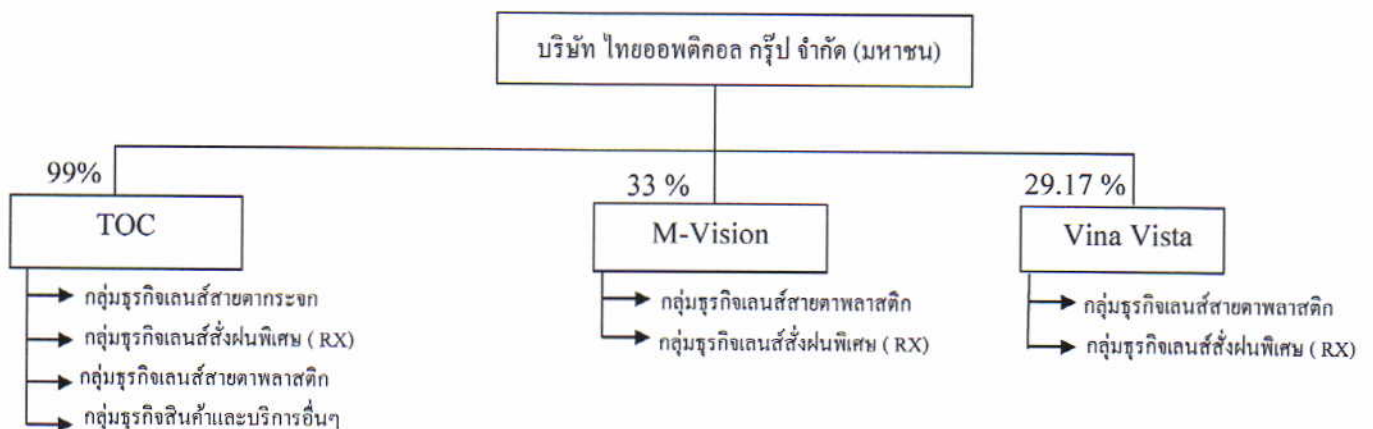 บริษัท ไทยออพติคอล กรุ๊ป จำกัด (มหาชน)
99%
33 %
29.17 %
TOC
M-Vision
Vina Vista
กลุ่มธุรกิจเลนส์สายตากระจก
กลุ่มธุรกิจเลนส์สั่งฝนพิเศษ ( RX)
กลุ่มธุรกิจเลนส์สายตาพลาสติก
กลุ่มธุรกิจสินค้าและบริการอื่นๆ
กลุ่มธุรกิจเลนส์สายตาพลาสติก
กลุ่มธุรกิจเลนส์สั่งฝนพิเศษ ( RX)
กลุ่มธุรกิจเลนส์สายตาพลาสติก
กลุ่มธุรกิจเลนส์สั่งฝนพิเศษ ( RX)